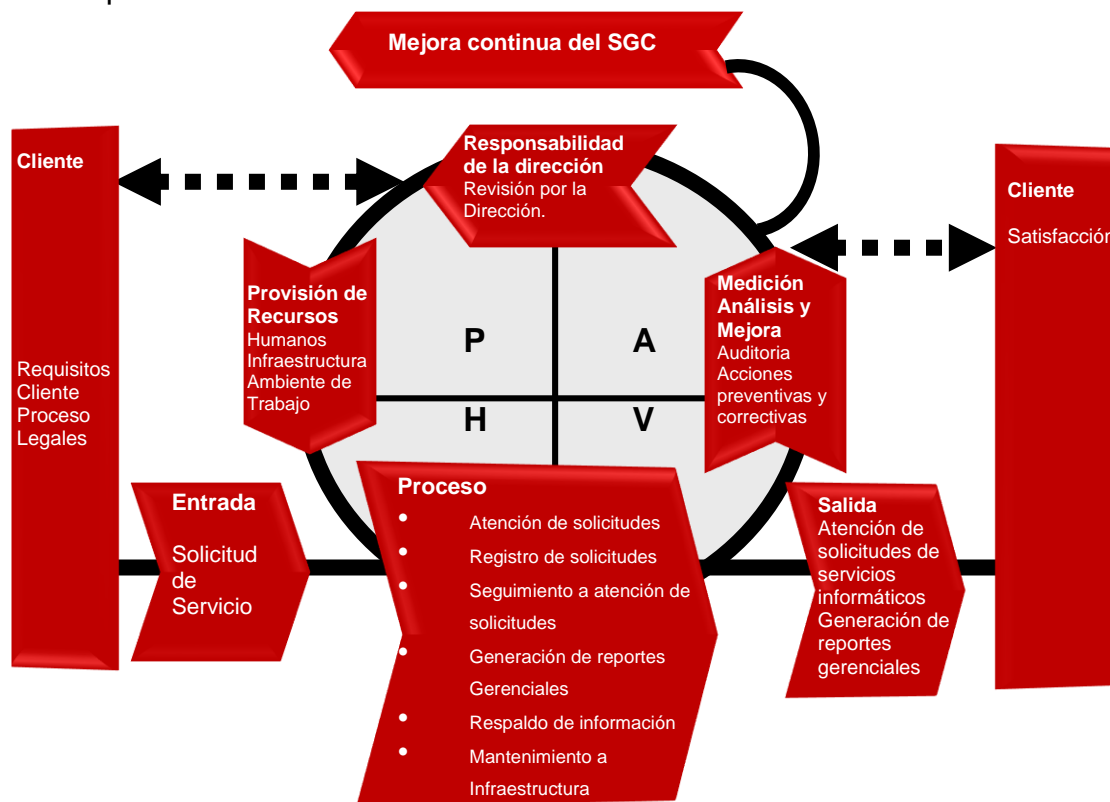 Mejora continua del SGC
Responsabilidad
de la dirección
Revisión por la
Dirección.
Cliente
Requisitos
Cliente
Proceso
Legales
Cliente
Satisfacción
Provisión de
Recursos
Humanos
Infraestructura
Ambiente de
Trabajo
P
A
H
V
Medición
Análisis y
Mejora
Auditoria
Acciones
preventivas y
correctivas
Entrada
Solicitud
de
Servicio
Proceso
• Atención de solicitudes
• Registro de solicitudes
• Seguimiento a atención de
solicitudes
• Generación de reportes
Gerenciales
• Respaldo de información
• Mantenimiento a
Infraestructura
Salida
Atención de
solicitudes de
servicios
informáticos
Generación de
reportes
gerenciales